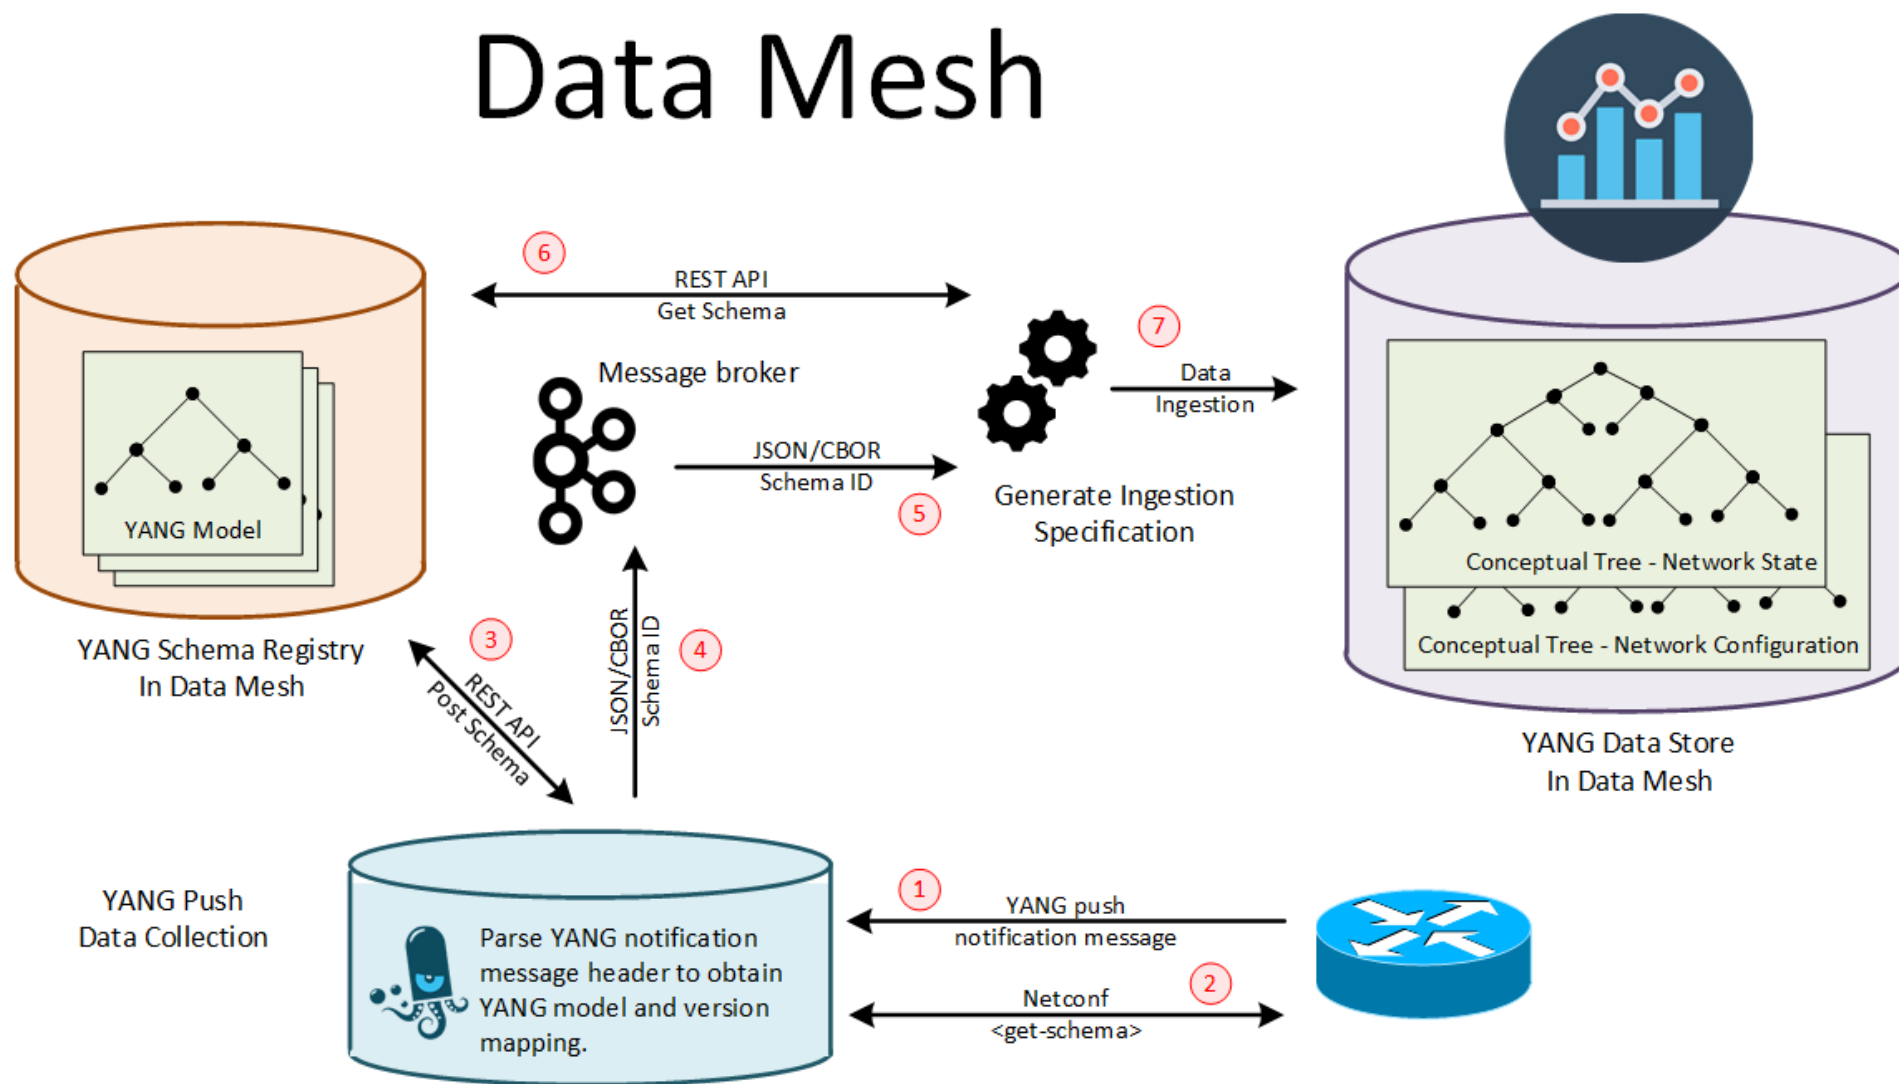 Data Mesh
6
REST API
Get Schema
7
Data
Ingestion
Message broker
JSON/CBOR
Schema ID
5
Generate Ingestion
Specification
YANG Model
YANG Schema Registry
In Data Mesh
3
REST API
Post Schema
JSON/CBOR
Schema ID
4
Conceptual Tree - Network State
Conceptual Tree - Network Configuration
YANG Data Store
In Data Mesh
YANG Push
Data Collection
Parse YANG notification
message header to obtain
YANG model and version
mapping.
1
YANG push
notification message
2
Netconf
<get-schema>